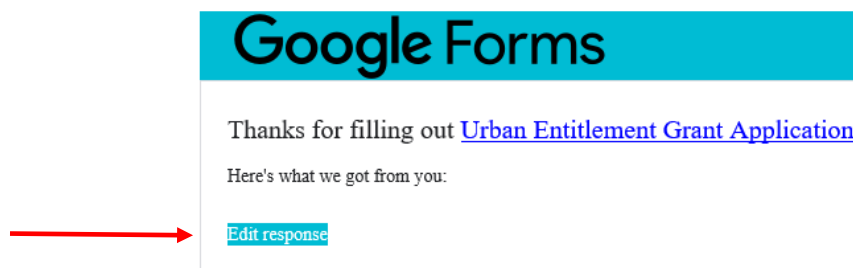 Google Forms
Thanks for filling out Urban Entitlement Grant Application
Here's what we got from you:
Edit response